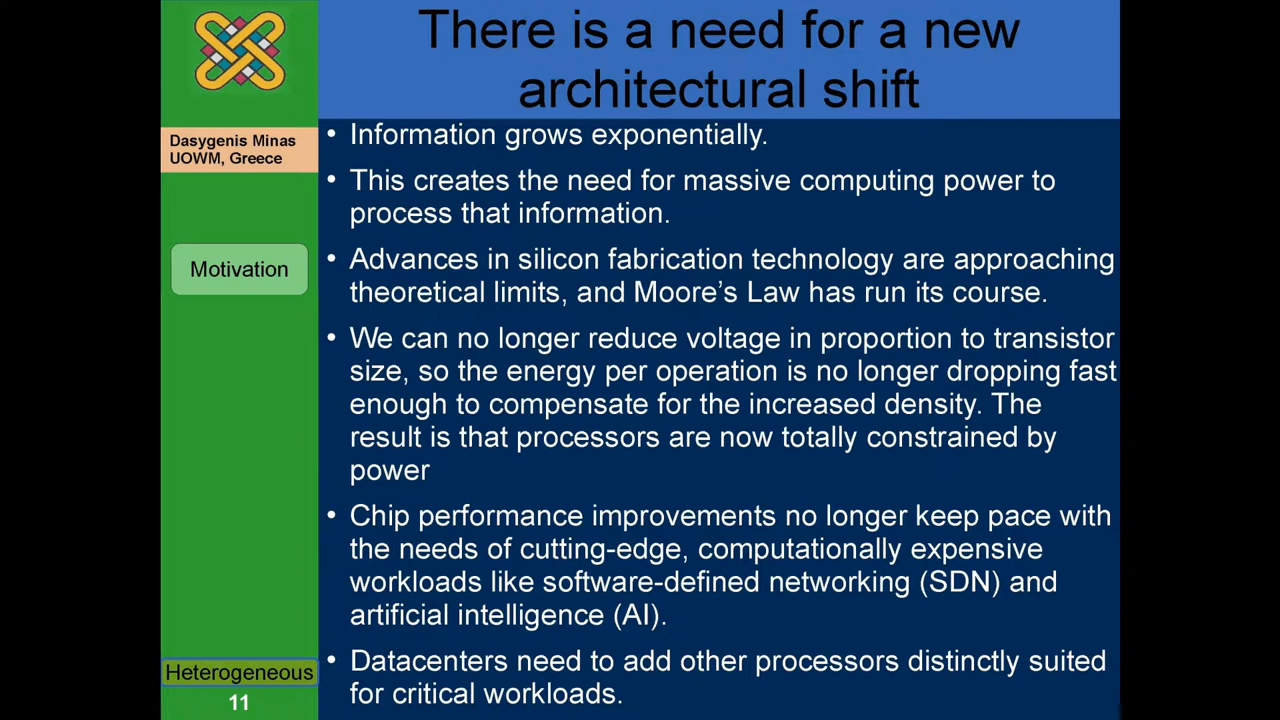 There is a need for a new
architectural shift
Dasygenis Minas
UOWM, Greece
Motivation
• Information grows exponentially.
• This creates the need for massive computing power to
process that information.
• Advances in silicon fabrication technology are approaching
theoretical limits, and Moore’s Law has run its course.
• We can no longer reduce voltage in proportion to transistor
size, so the energy per operation is no longer dropping fast
enough to compensate for the increased density. The
result is that processors are now totally constrained by
power
• Chip performance improvements no longer keep pace with
the needs of cutting-edge, computationally expensive
workloads like software-defined networking (SDN) and
artificial intelligence (AI).
• Datacenters need to add other processors distinctly suited
for critical workloads.
Heterogeneous
11